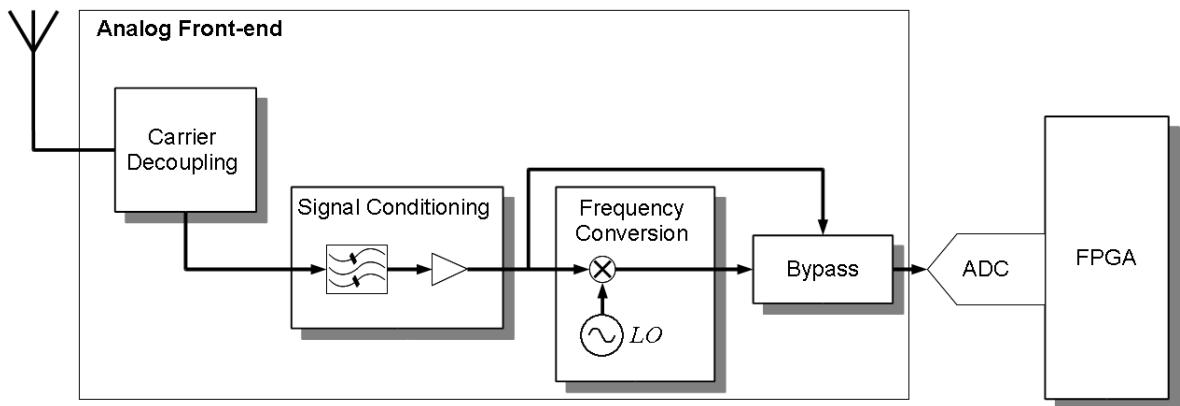 Analog Front-end
Carrier
Decoupling
Signal Conditioning
Frequency
Conversion
LO
Bypass
ADC
FPGA